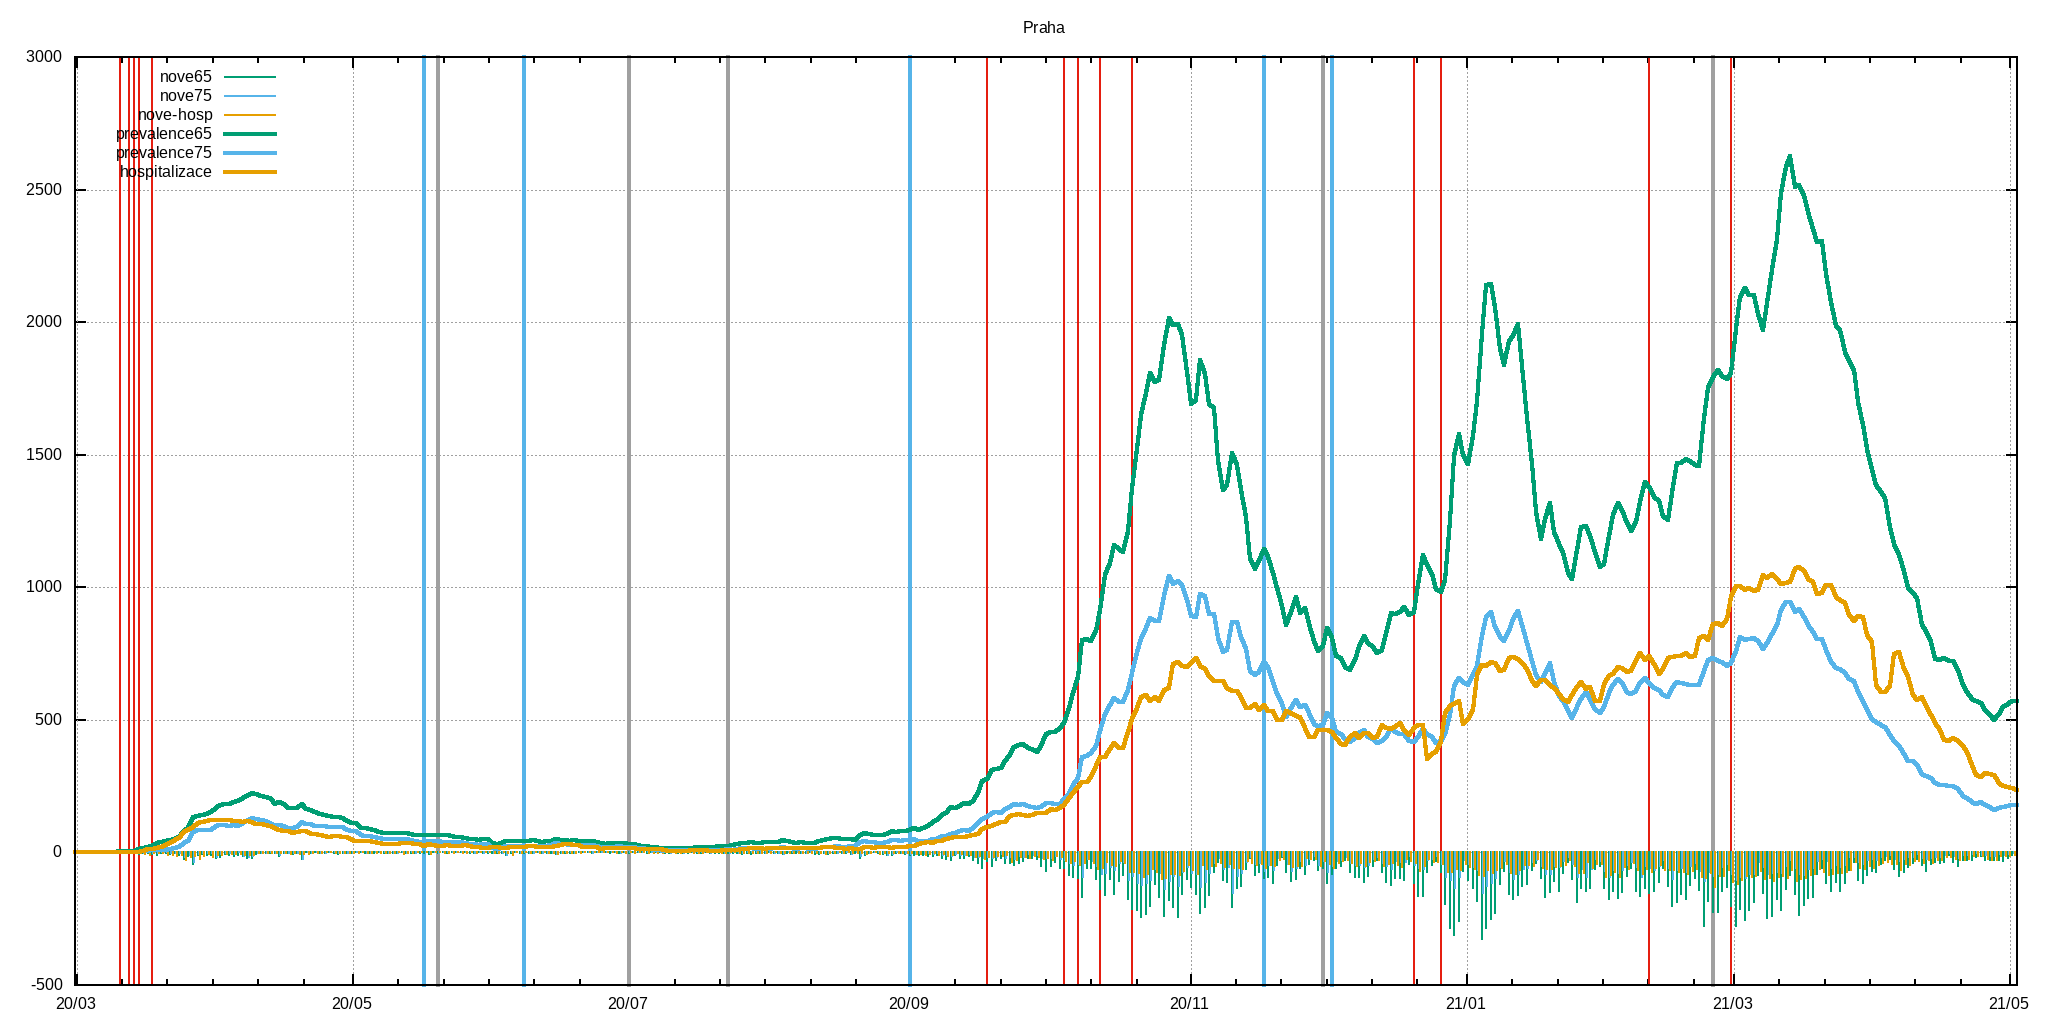 Praha
3000
2500
2000
1500
1000
500
0
-500
nove65
nove75
nove-hosp
prevalence65
prevalence75
hospitalizace
20/03 20/05 20/07 20/09 20/11 21/01 21/03 21/05